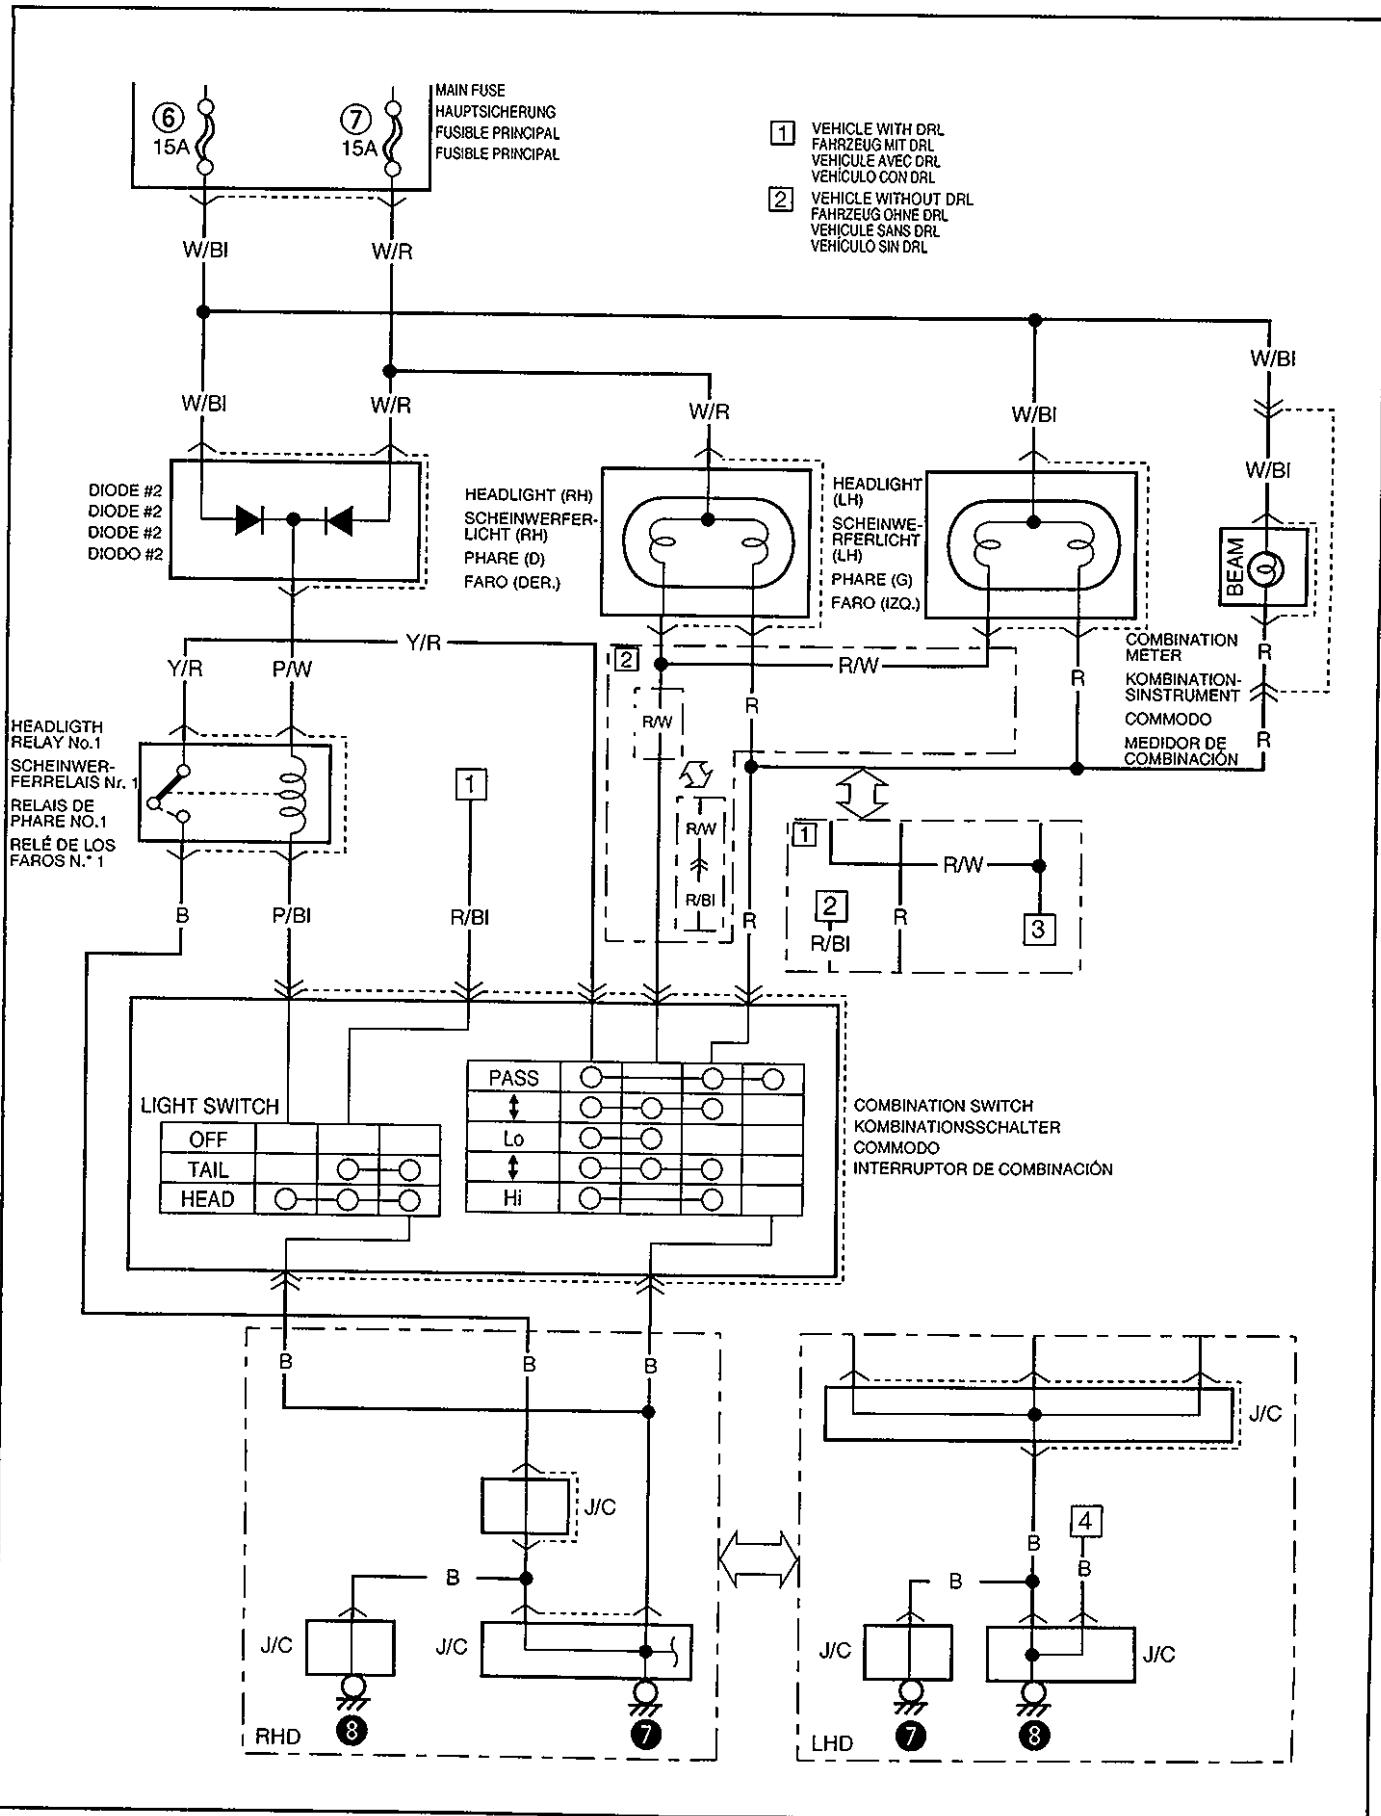 MAIN FUSE
HAUPTSICHERUNG
FUSIBLE PRINCIPAL
FUSIBLE PRINCIPAL
6
15A
7
15A
1 VEHICLE WITH DRL
FAHRZEUG MIT DRL
VEHICULE AVEC DRL
VEHÍCULO CON DRL
2 VEHICLE WITHOUT DRL
FAHRZEUG OHNE DRL
VEHICULE SANS DRL
VEHÍCULO SIN DRL
W/Bl
W/R
W/Bl
W/Bl
W/R
W/R
W/Bl
W/Bl
DIODE #2
DIODE #2
DIODE #2
DIODO #2
HEADLIGHT (RH)
SCHEINWERFER-
LICHT (RH)
PHARE (D)
FARO (DER.)
HEADLIGHT
(LH)
SCHEINWE-
RFERLICHT
(LH)
PHARE (G)
FARO (IZQ.)
BEAM
COMBINATION
METER
KOMBINATION-
SINSTRUMENT
COMMODO
MEDIDOR DE
COMBINACIÓN
Y/R
Y/R
P/W
2
R/W
R
R
R/W
R
R
HEADLIGTH
RELAY No.1
SCHEINWER-
FERRELAIS Nr. 1
RELAIS DE
PHARE NO.1
RELÉ DE LOS
FAROS N.° 1
1
R/W
R/Bl
1
R/W
2
R/Bl
R
3
B
P/Bl
R/Bl
R
LIGHT SWITCH
OFF
TAIL
HEAD
PASS
↕
Lo
↕
Hi
COMBINATION SWITCH
KOMBINATIONSSCHALTER
COMMODO
INTERRUPTOR DE COMBINACIÓN
B
B
B
J/C
J/C
B
J/C
J/C
8
7
RHD
J/C
4
B
B
B
J/C
J/C
7
8
LHD